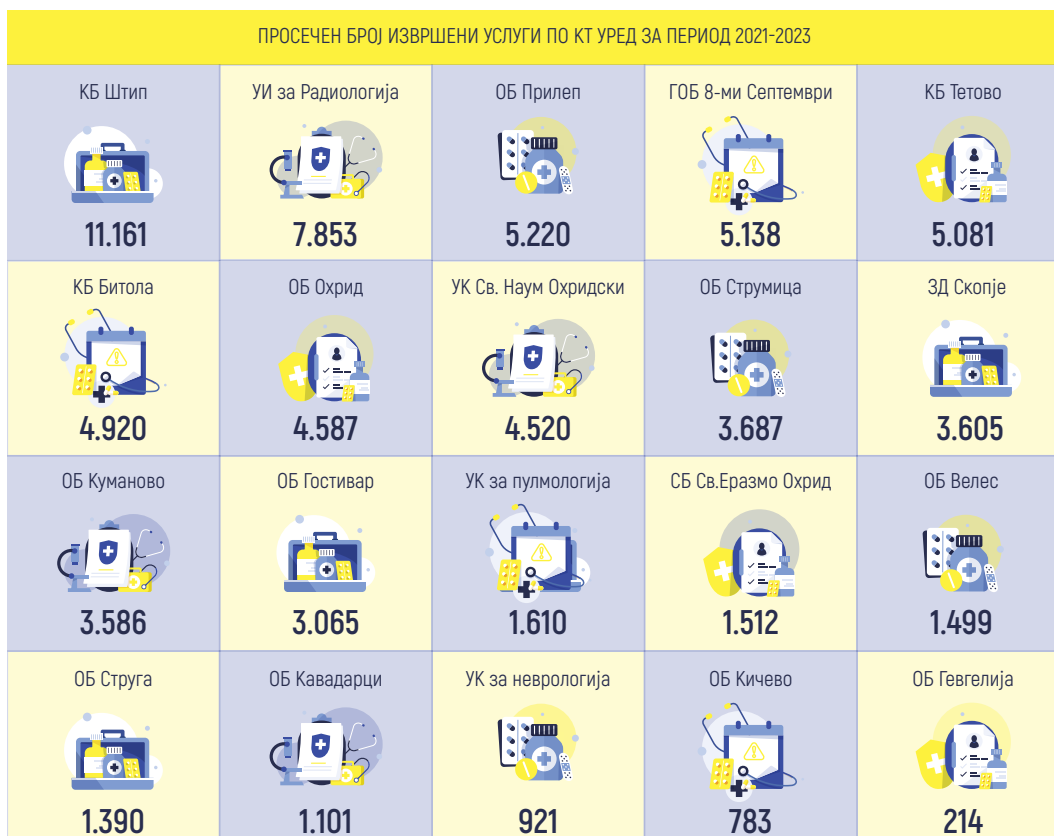 ПРОСЕЧЕН БРОЈ ИЗВРШЕНИ УСЛУГИ ПО КТ УРЕД ЗА ПЕРИОД 2021-2023
КБ Штип
11.161
УИ за Радиологија
7.853
ОБ Прилеп
5.220
ГОБ 8-ми Септември
5.138
КБ Тетово
5.081
КБ Битола
4.920
ОБ Охрид
4.587
УК Св. Наум Охридски
4.520
ОБ Струмица
3.687
ЗД Скопје
3.605
ОБ Куманово
3.586
ОБ Гостивар
3.065
УК за пулмологија
1.610
СБ Св.Еразмо Охрид
1.512
ОБ Велес
1.499
ОБ Струга
1.390
ОБ Кавадарци
1.101
УК за неврологија
921
ОБ Кичево
783
ОБ Гевгелија
214